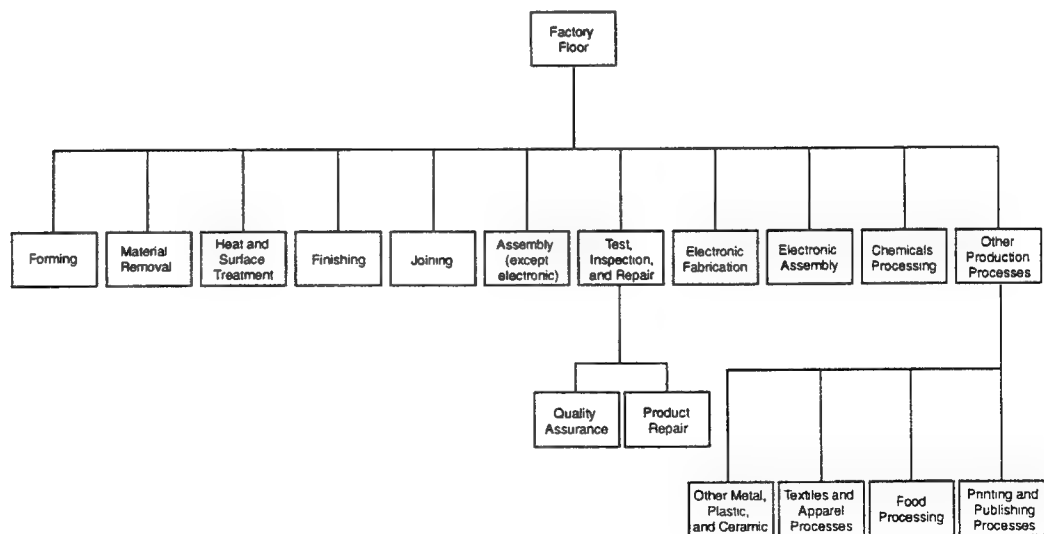 Factory
Floor
Forming
Material
Removal
Heat and
Surface
Treatment
Finishing
Joining
Assembly
(except
electronic)
Test,
Inspection,
and Repair
Electronic
Fabrication
Electronic
Assembly
Chemicals
Processing
Other
Production
Processes
Quality
Assurance
Product
Repair
Other Metal,
Plastic,
and Ceramic
Textiles and
Apparel
Processes
Food
Processing
Printing and
Publishing
Processes